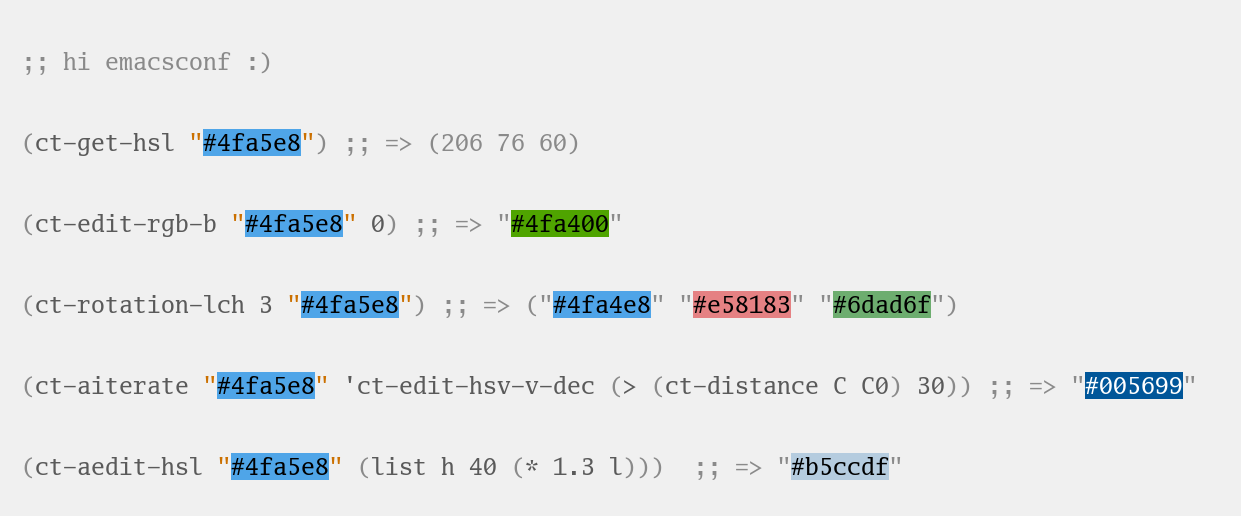 ;; hi emacsconf :)
(ct-get-hsl "#4fa5e8") ;; => (206 76 60)
(ct-edit-rgb-b "#4fa5e8" 0) ;; => "#4fa400"
(ct-rotation-lch 3 "#4fa5e8") ;; => ("#4fa4e8" "#e58183" "#6dad6f")
(ct-aiterate "#4fa5e8" 'ct-edit-hsv-v-dec (> (ct-distance C C0) 30)) ;; => "#005699"
(ct-aedit-hsl "#4fa5e8" (list h 40 (* 1.3 l)))  ;; => "#b5ccdf"